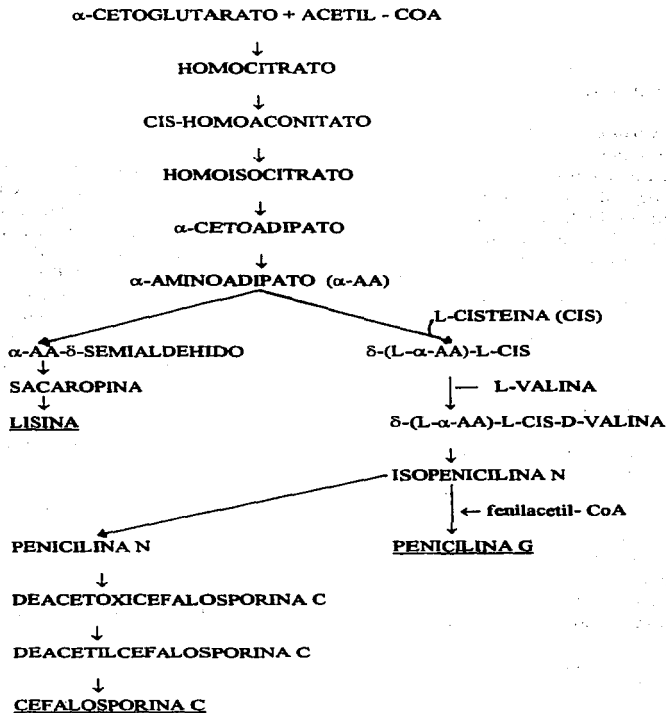 α-CETOGLUTARATO + ACETIL - COA
↓
HOMOCITRATO
↓
CIS-HOMOACONITATO
↓
HOMOISOCITRATO
↓
α-CETOADIPATO
↓
α-AMINOADIPATO (α-AA)
L-CISTEINA (CIS)
α-AA-δ-SEMIALDEHIDO
δ-(L-α-AA)-L-CIS
↓
SACAROPINA
L-VALINA
↓
LISINA
δ-(L-α-AA)-L-CIS-D-VALINA
↓
ISOPENICILINA N
← fenilacetil- CoA
PENICILINA N
PENICILINA G
↓
DEACETOXICEFALOSPORINA C
↓
DEACETILCEFALOSPORINA C
↓
CEFALOSPORINA C